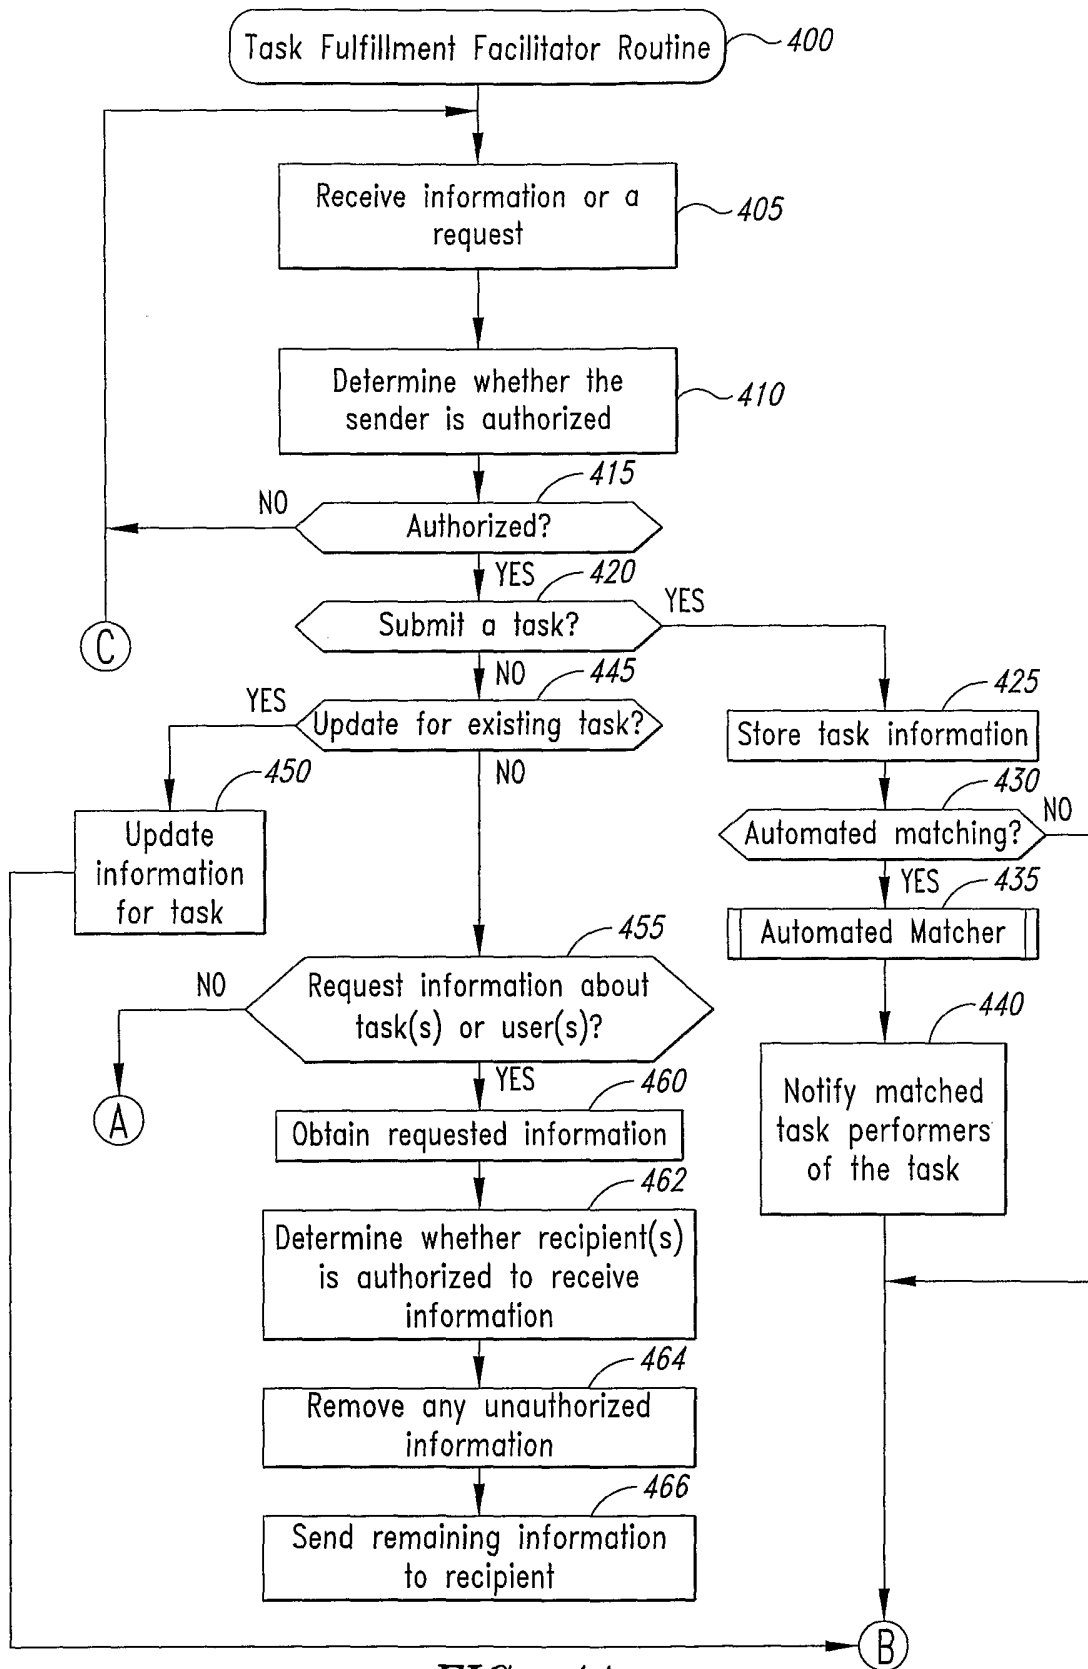 Task Fulfillment Facilitator Routine
400
Receive information or a
request
405
Determine whether the
sender is authorized
410
415
NO
Authorized?
YES
420
Submit a task?
YES
C
NO
445
YES
Update for existing task?
NO
425
Store task information
430
Automated matching?
NO
450
Update
information
for task
YES
435
Automated Matcher
455
NO
Request information about
task(s) or user(s)?
A
YES
460
Obtain requested information
440
Notify matched
task performers
of the task
462
Determine whether recipient(s)
is authorized to receive
information
464
Remove any unauthorized
information
466
Send remaining information
to recipient
B